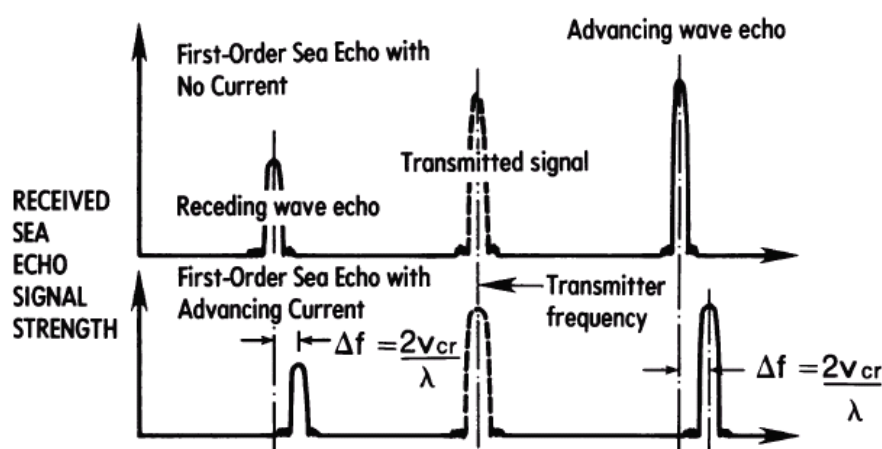 First-Order Sea Echo with
No Current
Advancing wave echo
Transmitted signal
Receding wave echo
RECEIVED
SEA
ECHO
SIGNAL
STRENGTH
First-Order Sea Echo with
Advancing Current
Transmitter
frequency
Δf = 2vcr
λ
Δf = 2vcr
λ